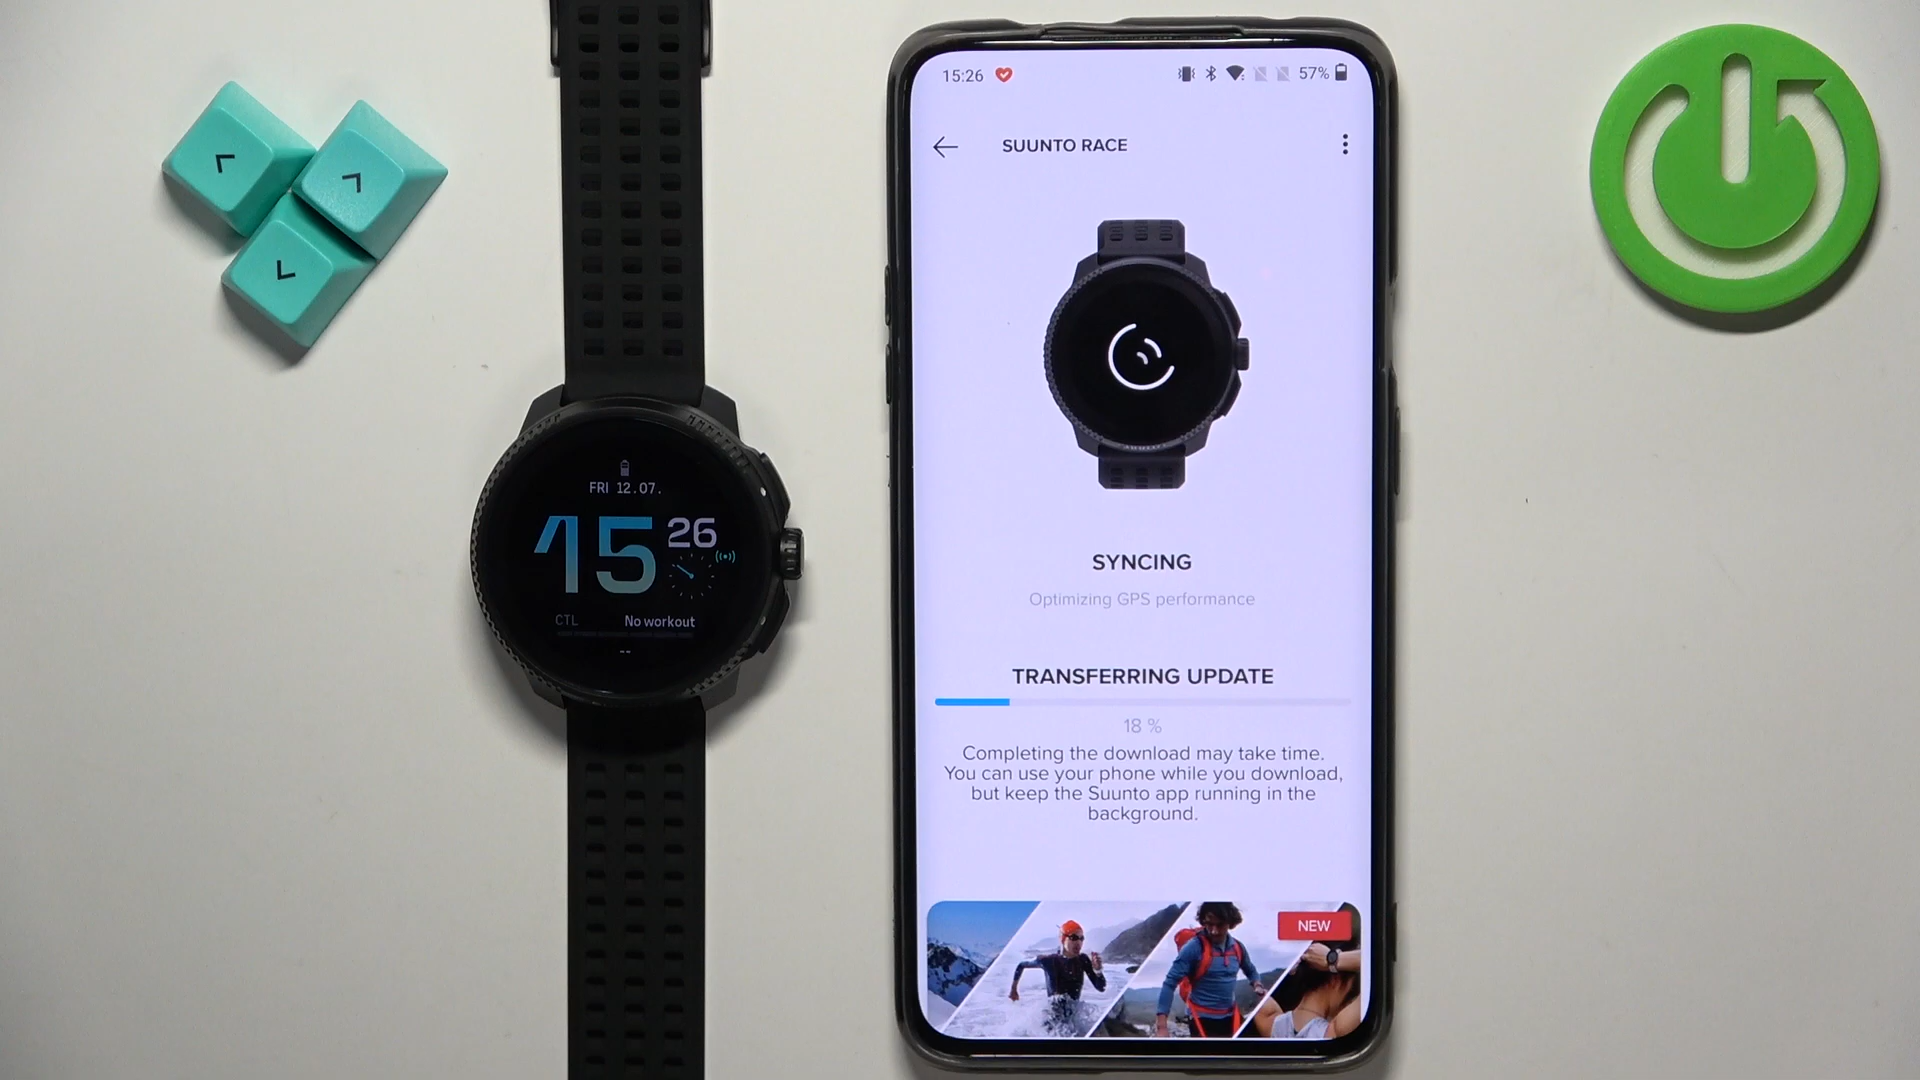 FRI 12.07.
15 26
CTL No workout
--
15:26 57%
SUUNTO RACE
SYNCING
Optimizing GPS performance
TRANSFERRING UPDATE
18 %
Completing the download may take time.
You can use your phone while you download,
but keep the Suunto app running in the
background.
NEW